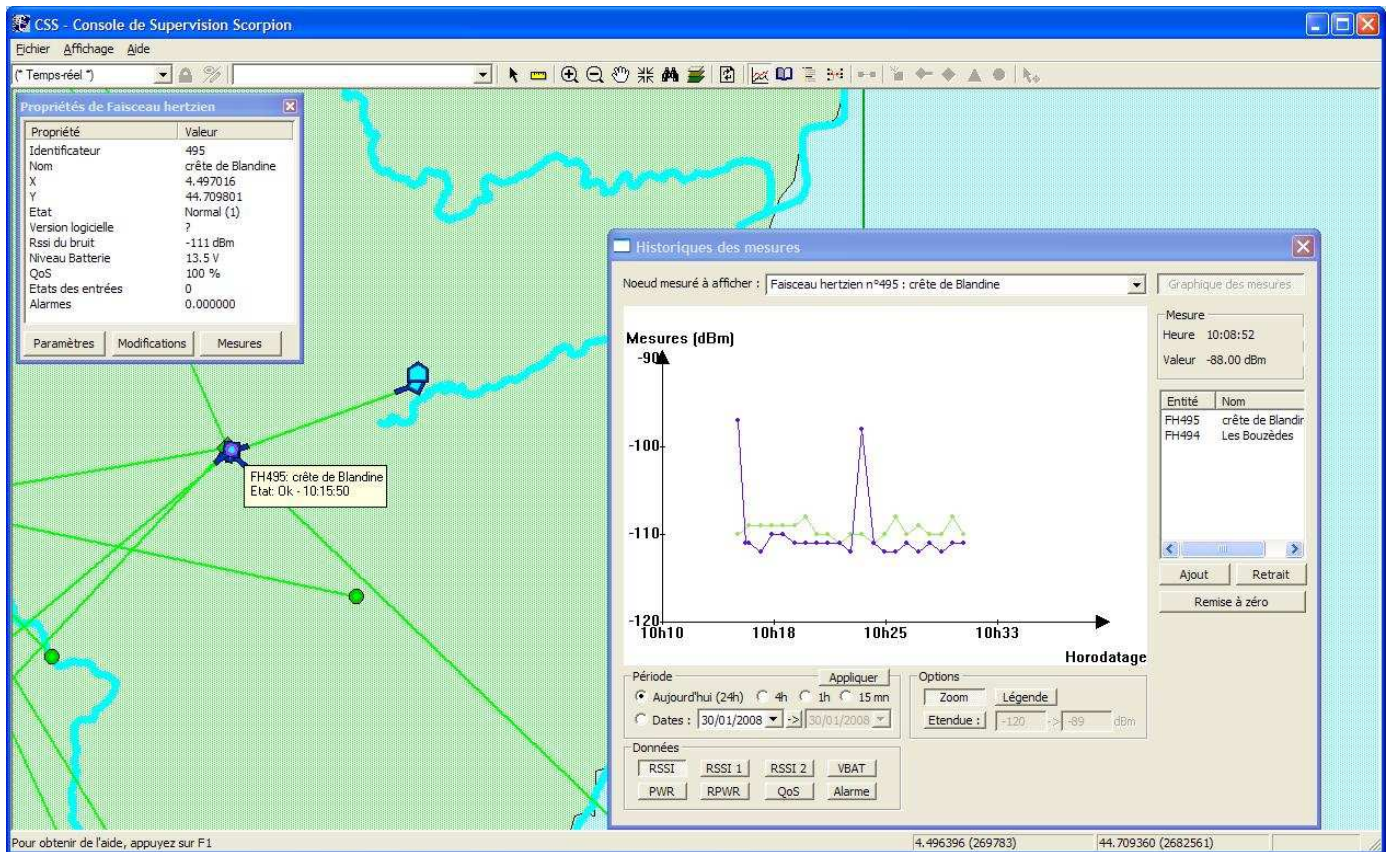 CSS - Console de Supervision Scorpion
Fichier Affichage Aide
(* Temps-réel *)
Propriétés de Faisceau hertzien
Propriété Valeur
Identificateur 495
Nom crête de Blandine
X 4.497016
Y 44.709801
Etat Normal (1)
Version logicielle ?
Rssi du bruit -111 dBm
Niveau Batterie 13.5 V
QoS 100 %
Etats des entrées 0
Alarmes 0.000000
Paramètres Modifications Mesures
FH495: crête de Blandine
Etat: Ok - 10:15:50
Historiques des mesures
Noeud mesuré à afficher : Faisceau hertzien n°495 : crête de Blandine
Graphique des mesures
Mesures (dBm)
-90
-100
-110
-120
10h10 10h18 10h25 10h33
Horodatage
Mesure
Heure 10:08:52
Valeur -88.00 dBm
Entité Nom
FH495 crête de Blandin
FH494 Les Bouzèdes
Ajout Retrait
Remise à zéro
Période Appliquer
Aujourd'hui (24h) 4h 1h 15 mn
Dates : 30/01/2008 -> 30/01/2008
Options
Zoom Légende
Etendue : -120 -> -89 dBm
Données
RSSI RSSI 1 RSSI 2 VBAT
PWR RPWR QoS Alarme
Pour obtenir de l'aide, appuyez sur F1
4.496396 (269783) 44.709360 (2682561)